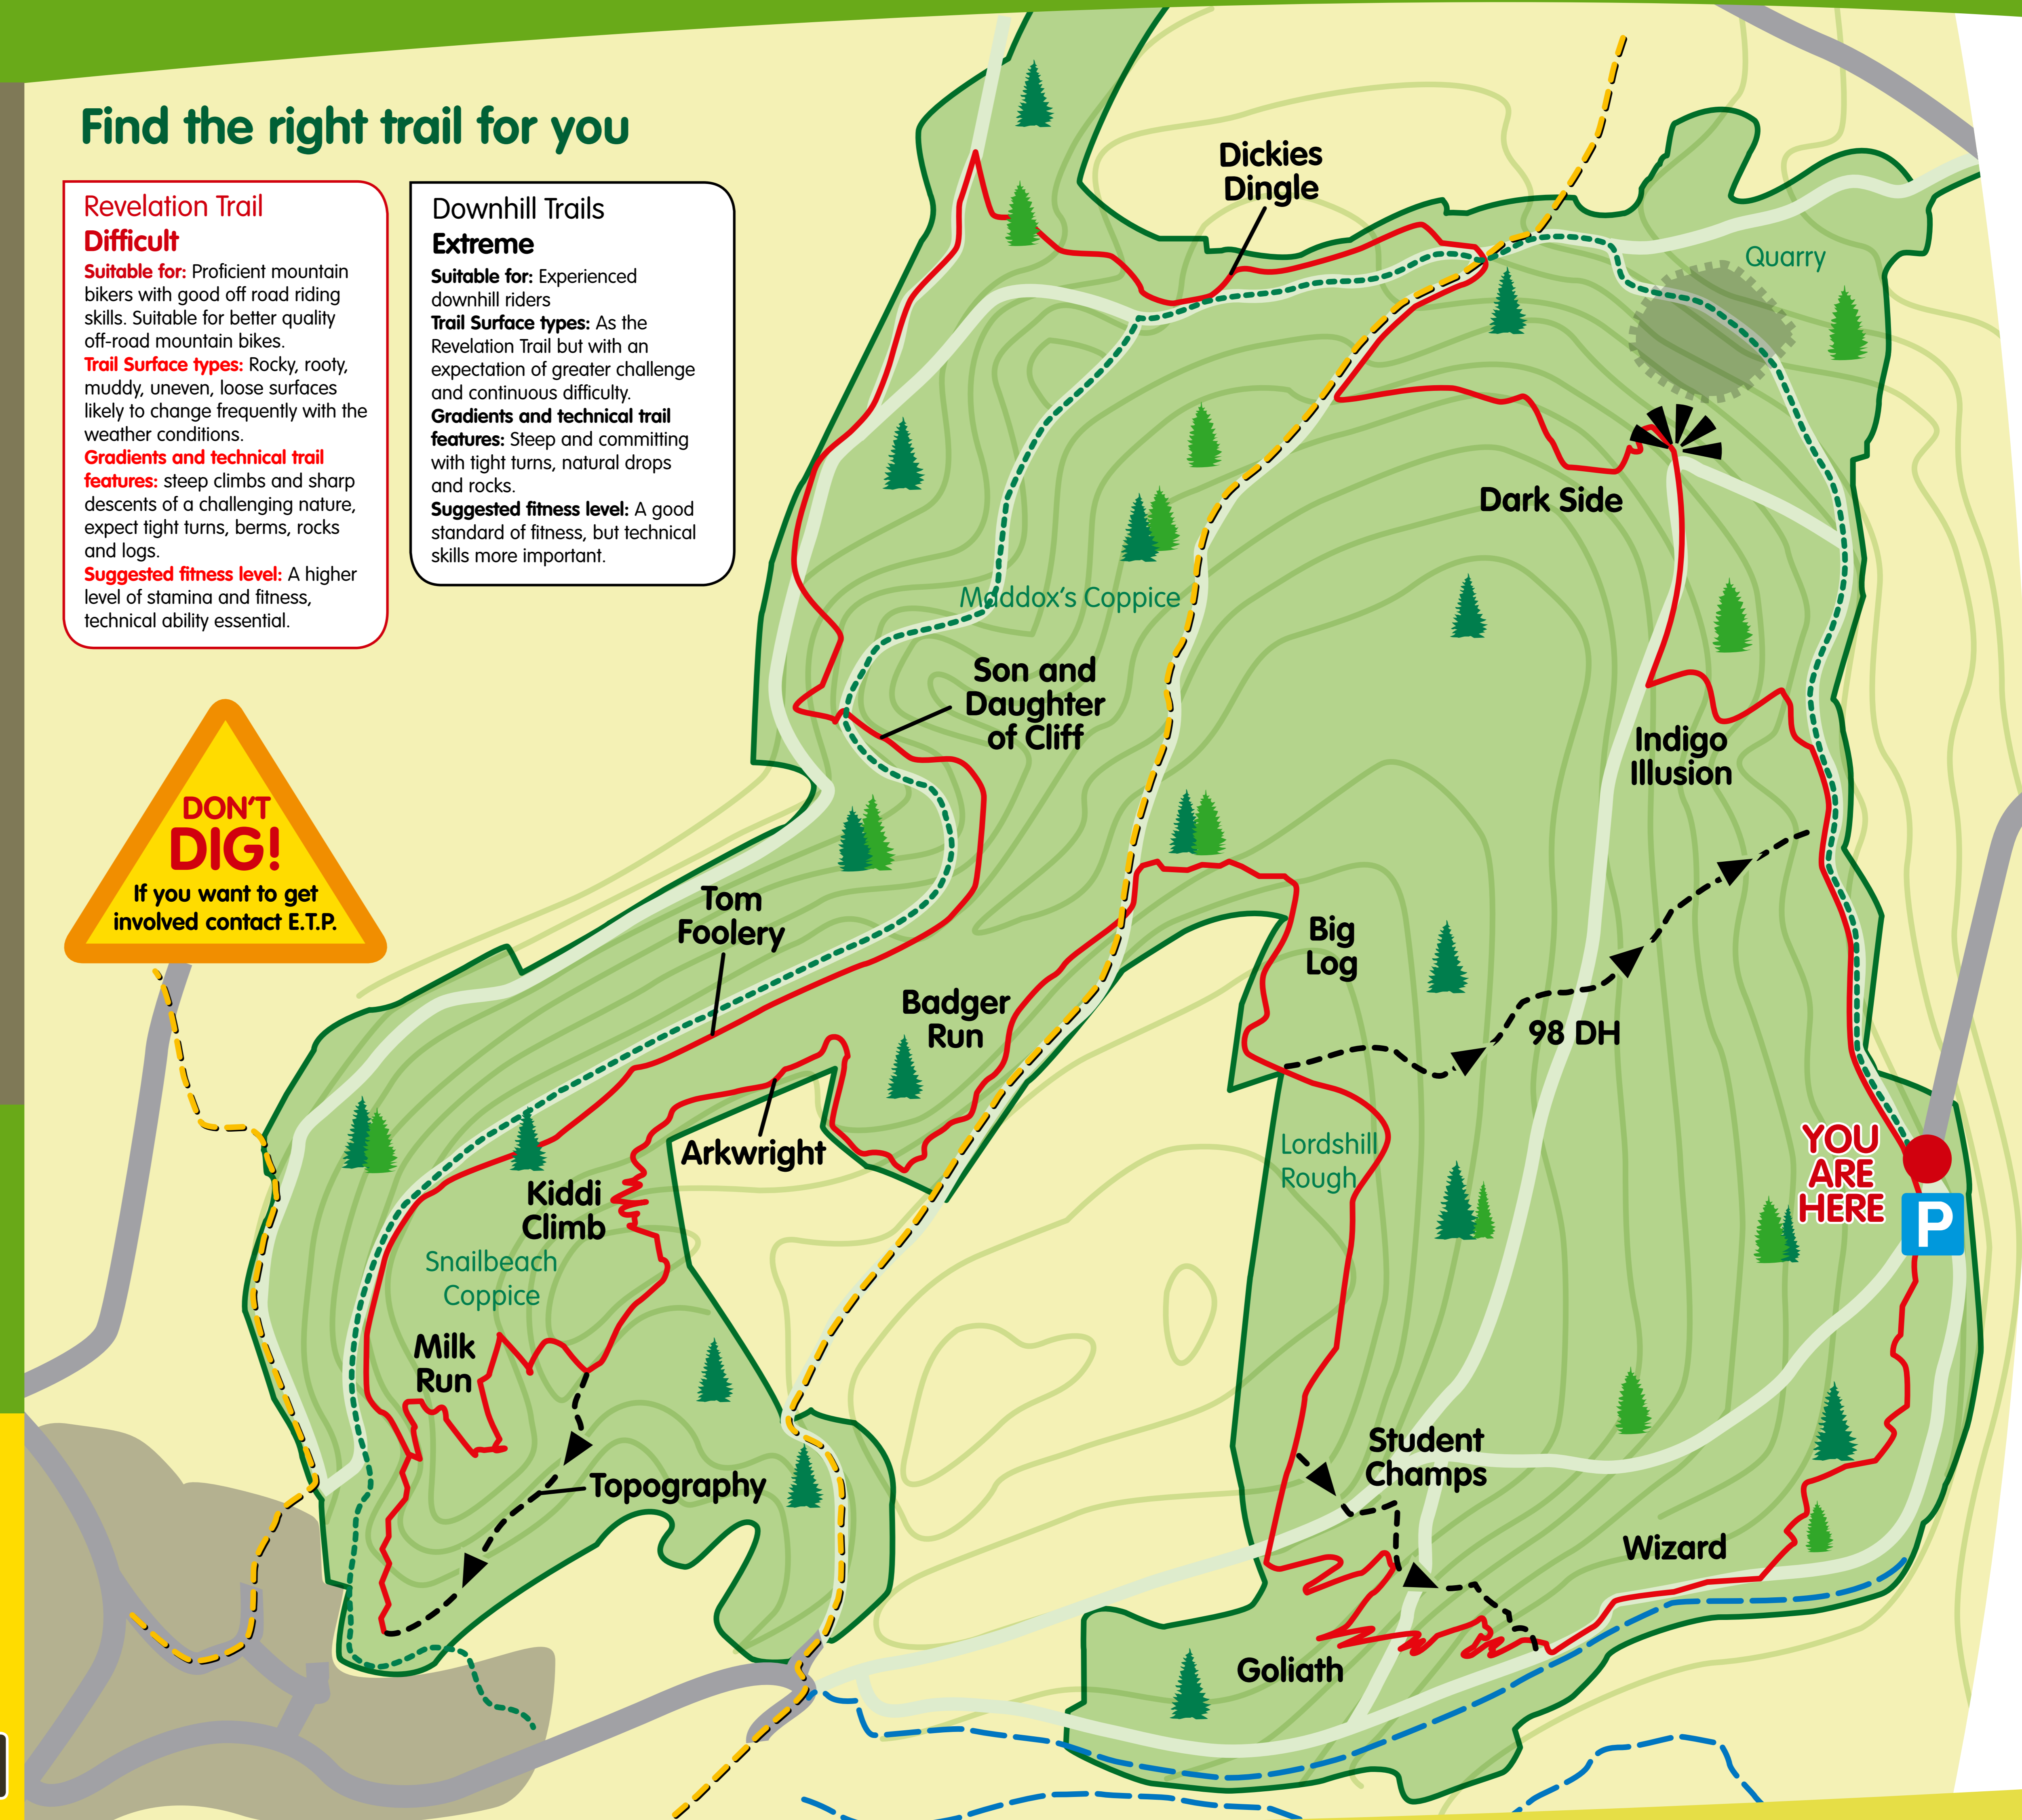 Find the right trail for you
Revelation Trail
Difficult
Suitable for: Proficient mountain
bikers with good off road riding
skills. Suitable for better quality
off-road mountain bikes.
Trail Surface types: Rocky, rooty,
muddy, uneven, loose surfaces
likely to change frequently with the
weather conditions.
Gradients and technical trail
features: steep climbs and sharp
descents of a challenging nature,
expect tight turns, berms, rocks
and logs.
Suggested fitness level: A higher
level of stamina and fitness,
technical ability essential.
Downhill Trails
Extreme
Suitable for: Experienced
downhill riders
Trail Surface types: As the
Revelation Trail but with an
expectation of greater challenge
and continuous difficulty.
Gradients and technical trail
features: Steep and committing
with tight turns, natural drops
and rocks.
Suggested fitness level: A good
standard of fitness, but technical
skills more important.
DON'T
DIG!
If you want to get
involved contact E.T.P.
Dickies
Dingle
Quarry
Dark Side
Maddox's Coppice
Son and
Daughter
of Cliff
Indigo
Illusion
Tom
Foolery
Big
Log
Badger
Run
98 DH
Arkwright
Lordshill
Rough
YOU
ARE
HERE
P
Kiddi
Climb
Snailbeach
Coppice
Milk
Run
Topography
Student
Champs
Wizard
Goliath